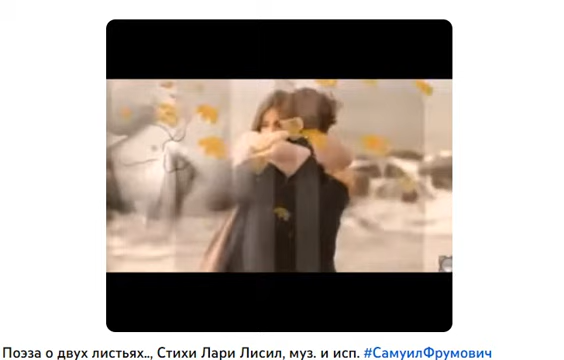 Поэза о двух листьях.., Стихи Лари Лисил, муз. и исп. #СамуилФрумович